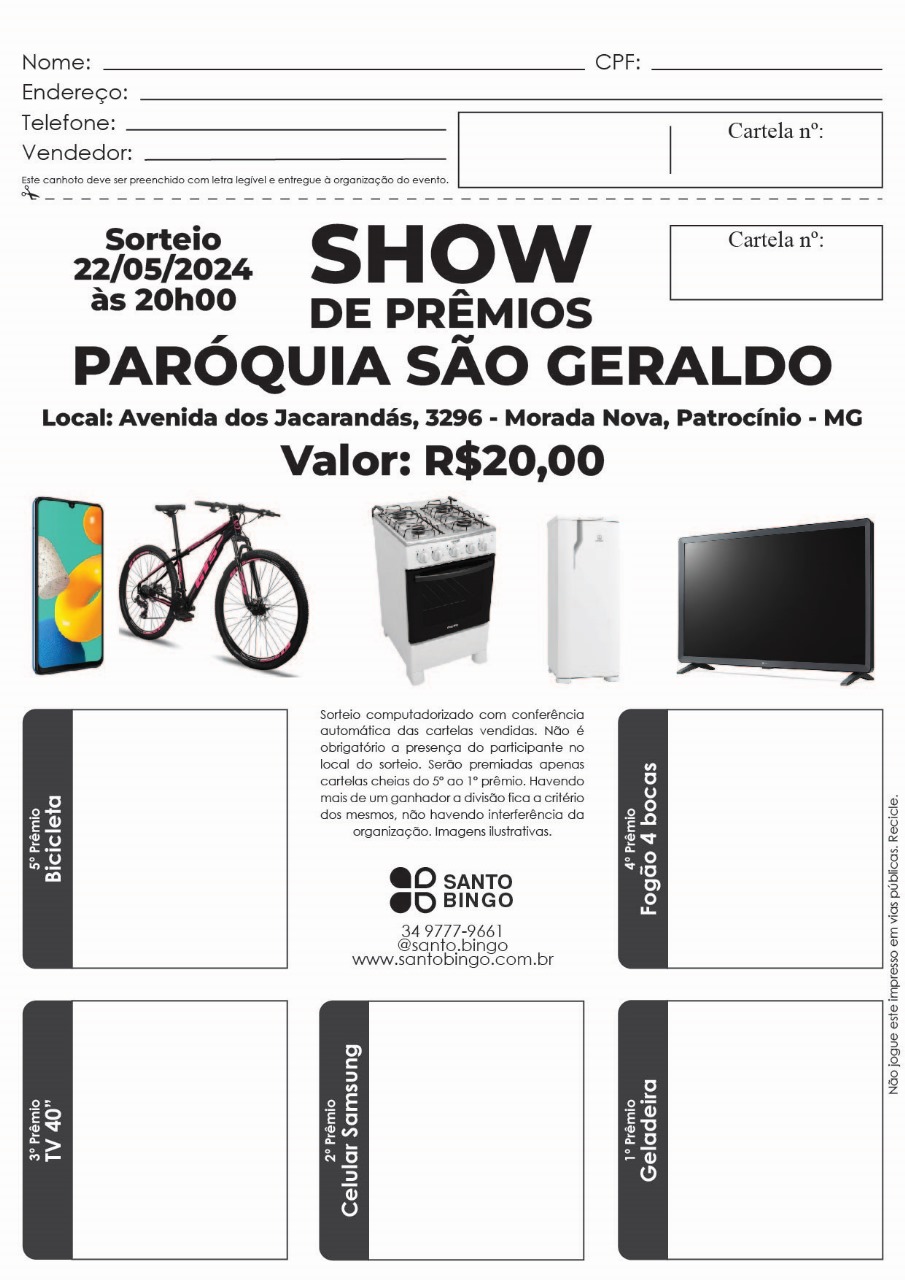 Nome: CPF:
Endereço:
Telefone:
Cartela nº:
Vendedor:
Este canhoto deve ser preenchido com letra legível e entregue à organização do evento.
Sorteio
22/05/2024
às 20h00
SHOW
DE PRÊMIOS
Cartela nº:
PARÓQUIA SÃO GERALDO
Local: Avenida dos Jacarandás, 3296 - Morada Nova, Patrocínio - MG
Valor: R$20,00
GTS
LG
5º Prêmio
Bicicleta
Sorteio computadorizado com conferência
automática das cartelas vendidas. Não é
obrigatório a presença do participante no
local do sorteio. Serão premiadas apenas
cartelas cheias do 5º ao 1º prêmio. Havendo
mais de um ganhador a divisão fica a critério
dos mesmos, não havendo interferência da
organização. Imagens ilustrativas.
SANTO
BINGO
34 9777-9661
@santo.bingo
www.santobingo.com.br
4º Prêmio
Fogão 4 bocas
3º Prêmio
TV 40”
2º Prêmio
Celular Samsung
1º Prêmio
Geladeira
Não jogue este impresso em vias públicas. Recicle.